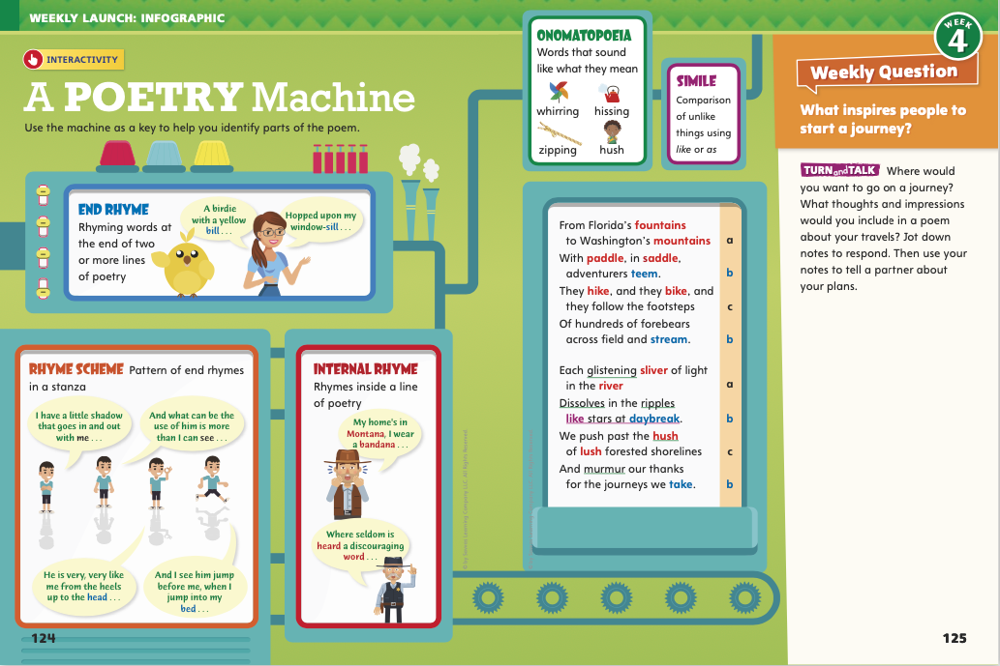 WEEKLY LAUNCH: INFOGRAPHIC
INTERACTIVITY
A POETRY Machine
Use the machine as a key to help you identify parts of the poem.
END RHYME
Rhyming words at
the end of two
or more lines
of poetry
A birdie
with a yellow
bill . . .
Hopped upon my
window-sill . . .
RHYME SCHEME Pattern of end rhymes
in a stanza
I have a little shadow
that goes in and out
with me . . .
And what can be the
use of him is more
than I can see . . .
He is very, very like
me from the heels
up to the head . . .
And I see him jump
before me, when I
jump into my
bed . . .
INTERNAL RHYME
Rhymes inside a line
of poetry
My home's in
Montana, I wear
a bandana . . .
Where seldom is
heard a discouraging
word . . .
124
ONOMATOPOEIA
Words that sound
like what they mean
whirring
hissing
zipping
hush
SIMILE
Comparison
of unlike
things using
like or as
From Florida's fountains
to Washington's mountains a
With paddle, in saddle,
adventurers teem. b
They hike, and they bike, and
they follow the footsteps c
Of hundreds of forebears
across field and stream. b
Each glistening sliver of light
in the river a
Dissolves in the ripples
like stars at daybreak. b
We push past the hush
of lush forested shorelines c
And murmur our thanks
for the journeys we take. b
WEEK
4
Weekly Question
What inspires people to
start a journey?
TURN and TALK Where would
you want to go on a journey?
What thoughts and impressions
would you include in a poem
about your travels? Jot down
notes to respond. Then use your
notes to tell a partner about
your plans.
125